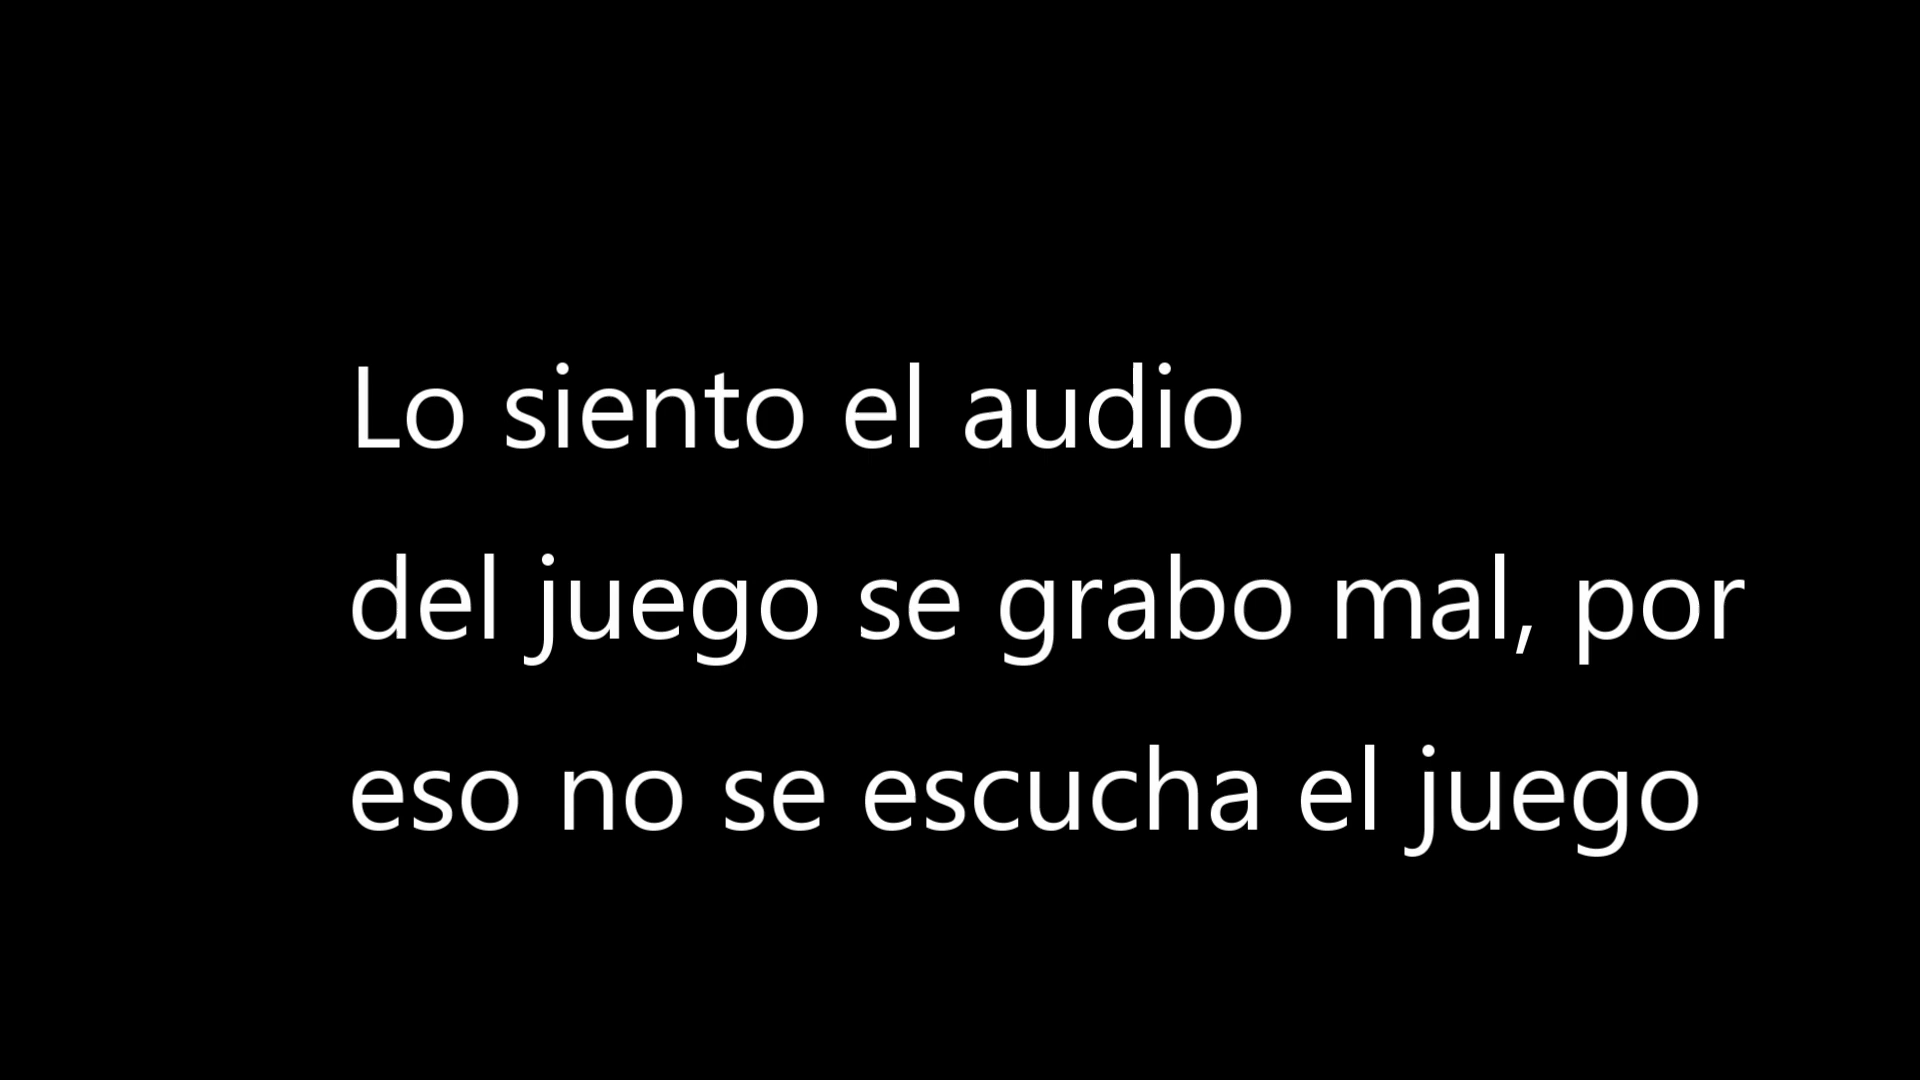 Lo siento el audio
del juego se grabo mal, por
eso no se escucha el juego